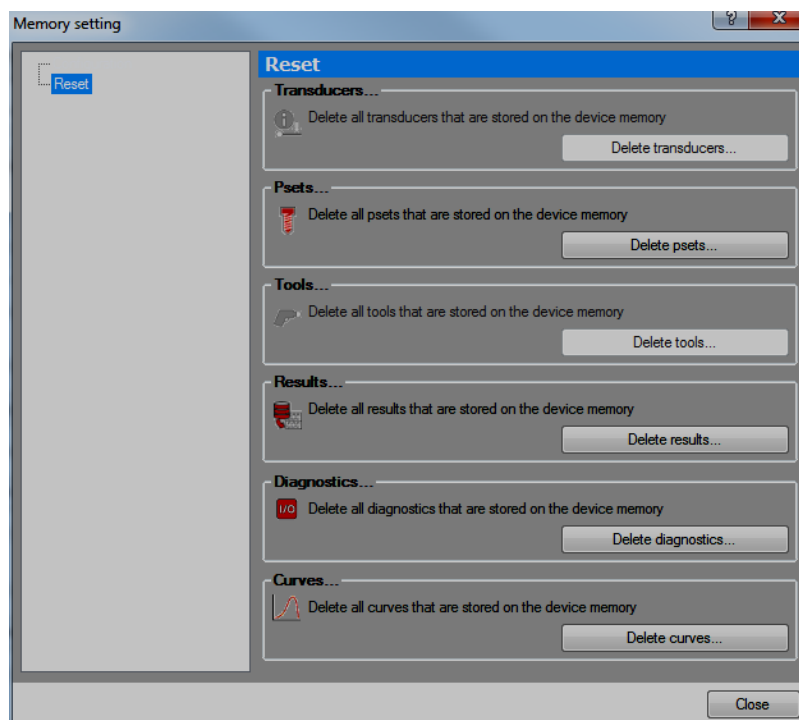 Memory setting
?
Reset
Reset
Transducers...
Delete all transducers that are stored on the device memory
Delete transducers...
Psets...
Delete all psets that are stored on the device memory
Delete psets...
Tools...
Delete all tools that are stored on the device memory
Delete tools...
Results...
Delete all results that are stored on the device memory
Delete results...
Diagnostics...
I/O
Delete all diagnostics that are stored on the device memory
Delete diagnostics...
Curves...
Delete all curves that are stored on the device memory
Delete curves...
Close